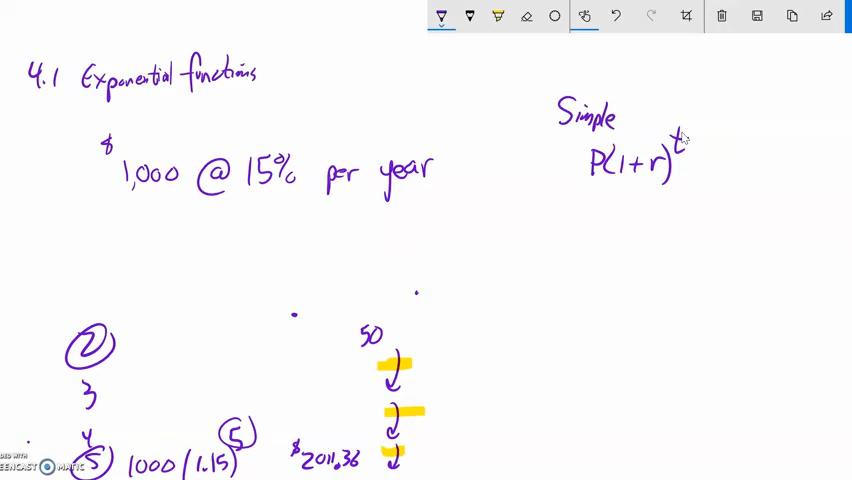 4.1 Exponential functions
$1,000 @ 15% per year
Simple
P(1+r)^t
2
50
3
4
5 1000(1.15)^5 $2011.36